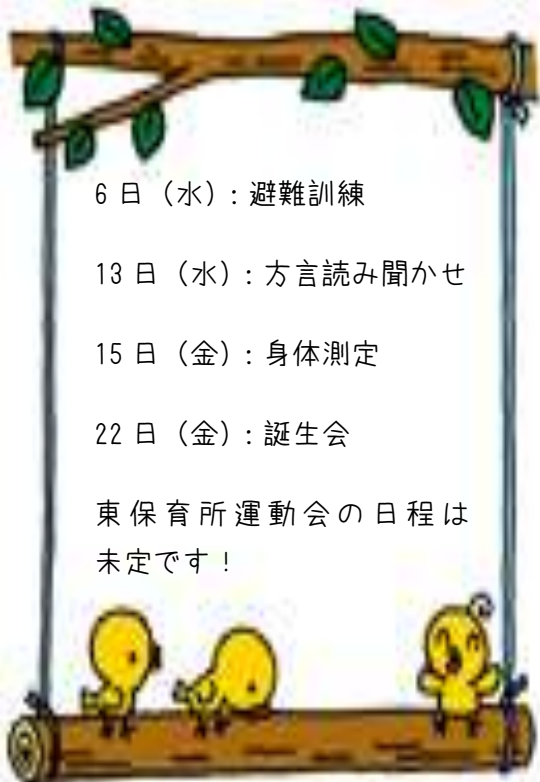 6日（水）：避難訓練
13日（水）：方言読み聞かせ
15日（金）：身体測定
22日（金）：誕生会
東保育所運動会の日程は
未定です！